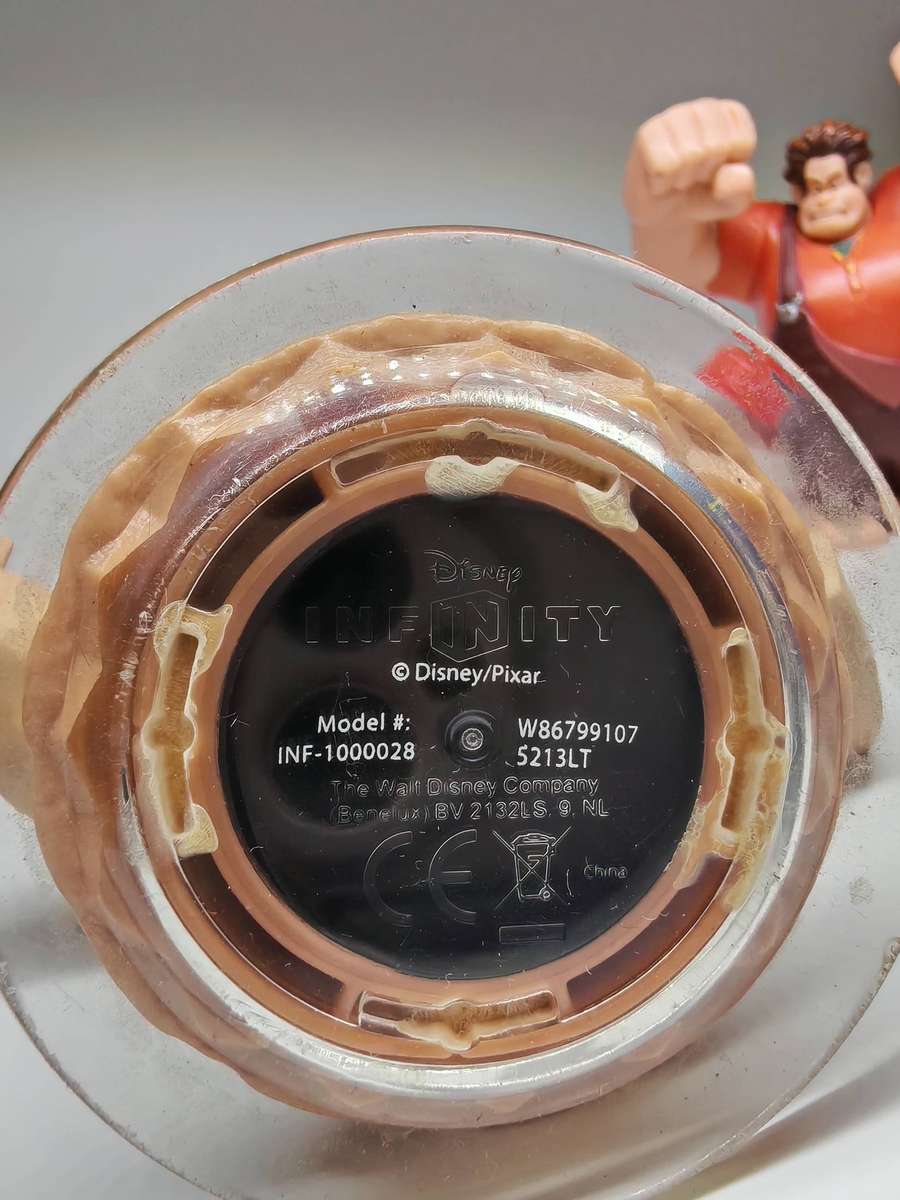 Disney
INFINITY
© Disney/Pixar
Model #: W86799107
INF-1000028 5213LT
The Walt Disney Company
(Benelux) BV 2132LS, 9, NL
CE China